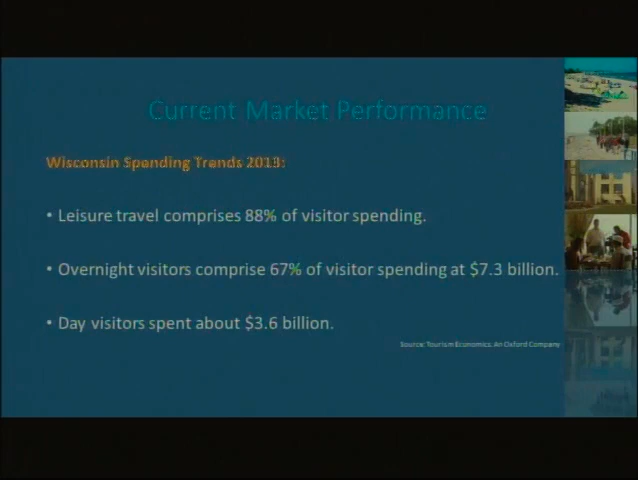 Current Market Performance
Wisconsin Spending Trends 2013:
• Leisure travel comprises 88% of visitor spending.
• Overnight visitors comprise 67% of visitor spending at $7.3 billion.
• Day visitors spent about $3.6 billion.
Source: Tourism Economics. An Oxford Company